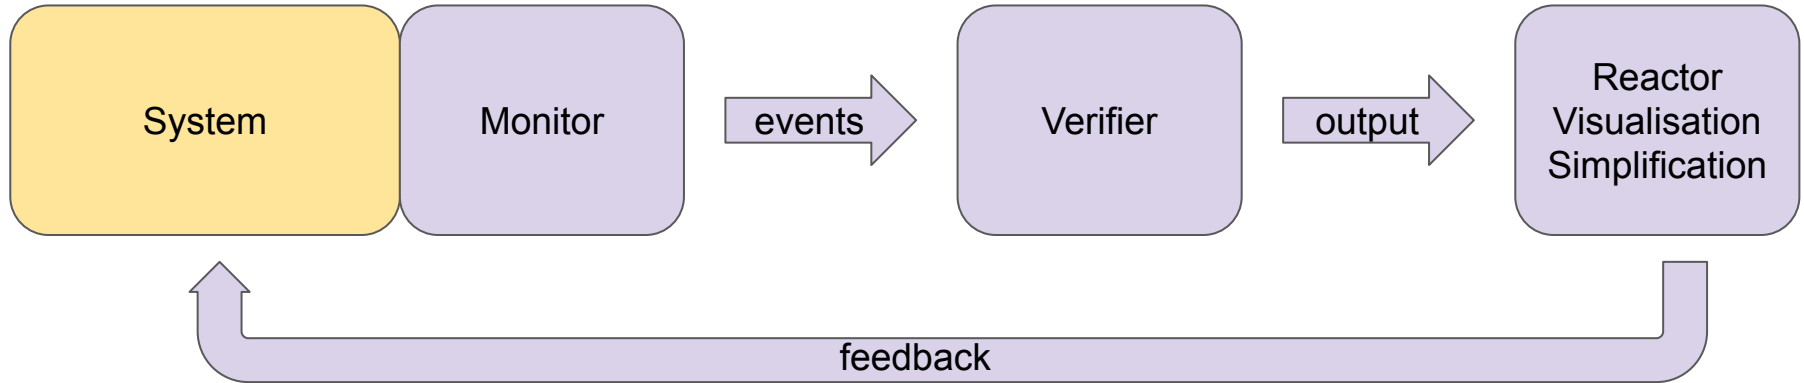 System
Monitor
events
Verifier
output
Reactor
Visualisation
Simplification
feedback